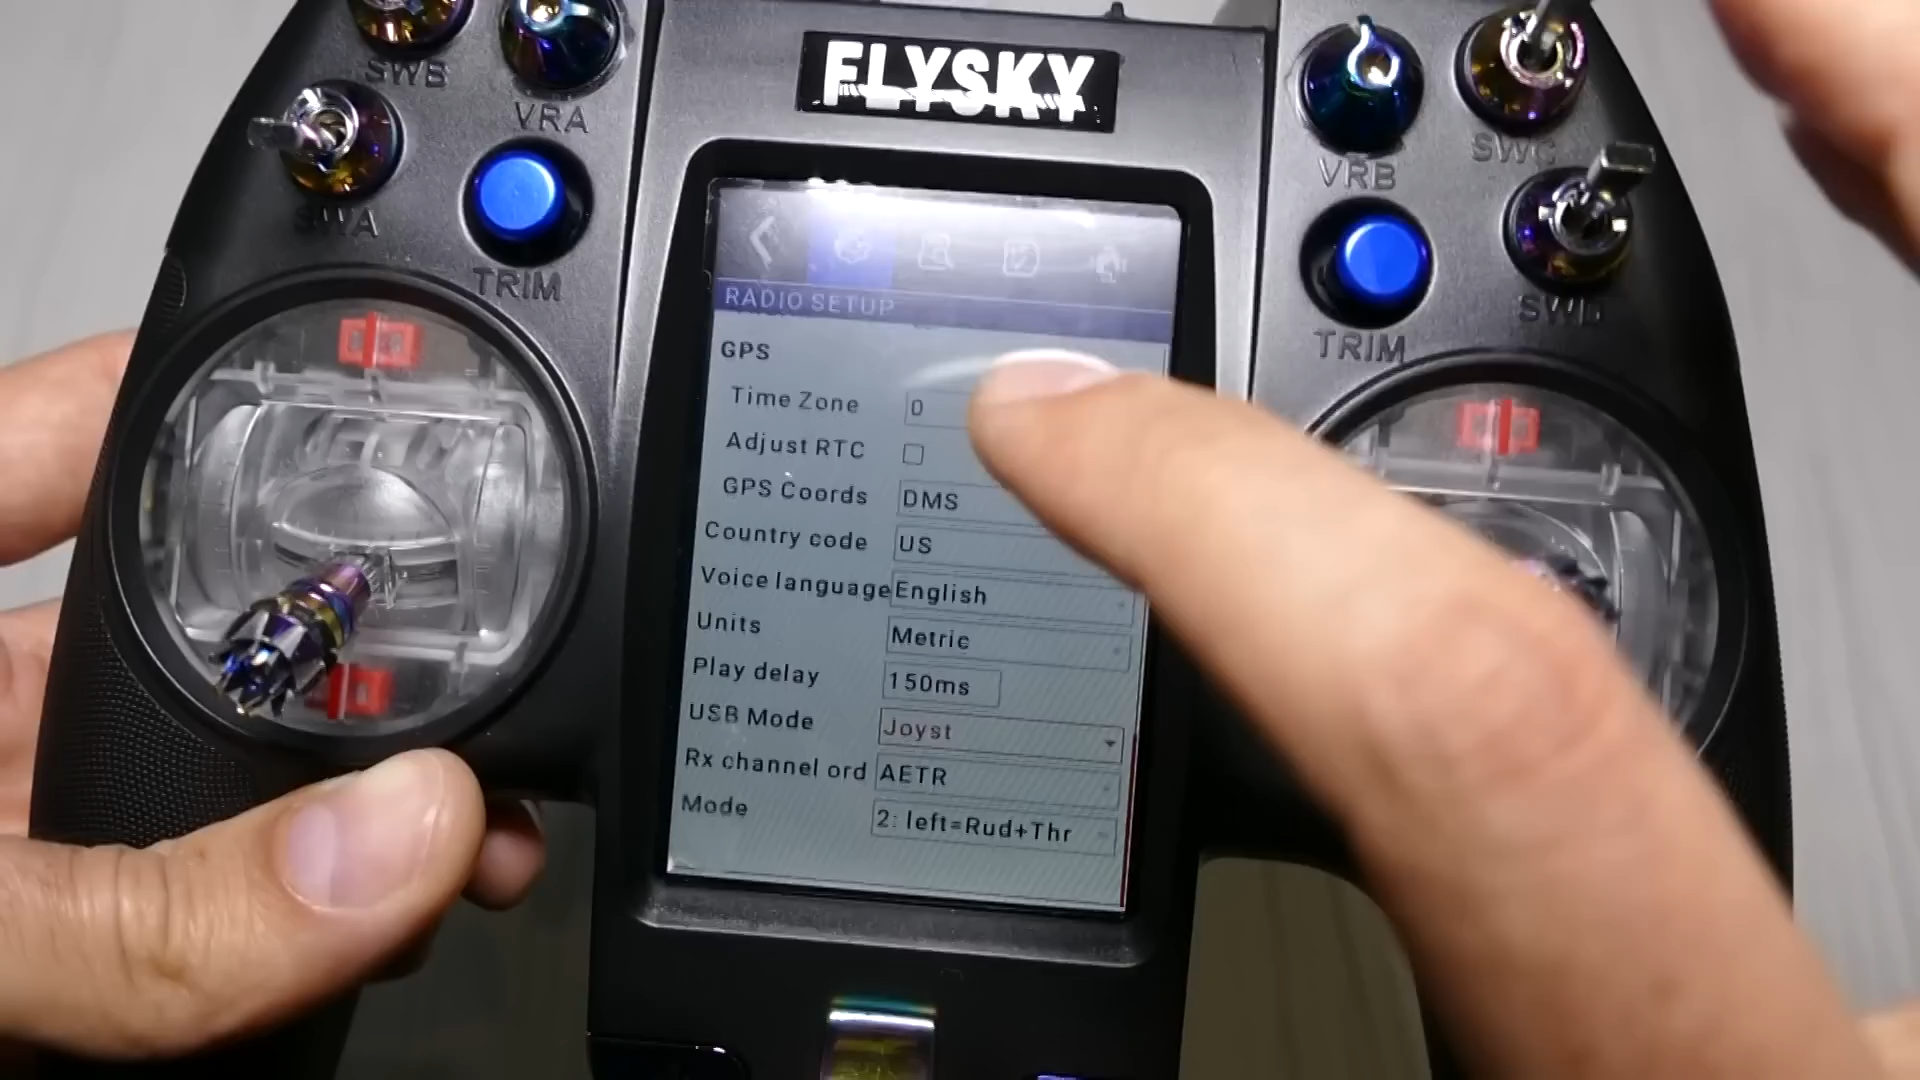 FLYSKY
SWB
VRA
SWA
TRIM
VRB
SWC
SWD
TRIM
RADIO SETUP
GPS
Time Zone 0
Adjust RTC
GPS Coords DMS
Country code US
Voice language English
Units Metric
Play delay 150ms
USB Mode Joyst
Rx channel ord AETR
Mode 2: left=Rud+Thr